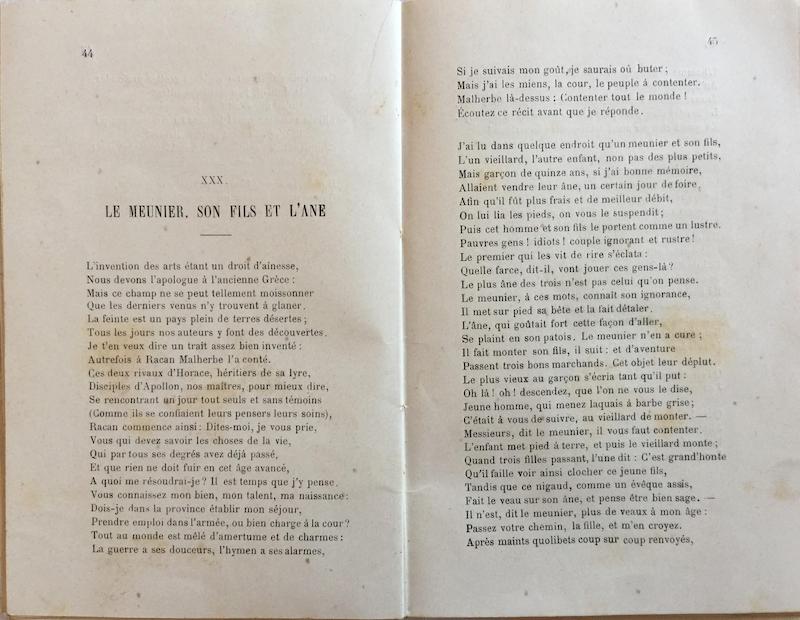 44
XXX.
LE MEUNIER, SON FILS ET L'ANE
L'invention des arts étant un droit d'aînesse,
Nous devons l'apologue à l'ancienne Grèce :
Mais ce champ ne se peut tellement moissonner
Que les derniers venus n'y trouvent à glaner.
La feinte est un pays plein de terres désertes ;
Tous les jours nos auteurs y font des découvertes.
Je t'en veux dire un trait assez bien inventé :
Autrefois à Racan Malherbe l'a conté.
Ces deux rivaux d'Horace, héritiers de sa lyre,
Disciples d'Apollon, nos maîtres, pour mieux dire,
Se rencontrant un jour tout seuls et sans témoins
(Comme ils se confiaient leurs pensers leurs soins),
Racan commence ainsi : Dites-moi, je vous prie,
Vous qui devez savoir les choses de la vie,
Qui par tous ses degrés avez déjà passé,
Et que rien ne doit fuir en cet âge avancé,
A quoi me résoudrai-je? Il est temps que j'y pense.
Vous connaissez mon bien, mon talent, ma naissance:
Dois-je dans la province établir mon séjour,
Prendre emploi dans l'armée, ou bien charge à la cour?
Tout au monde est mêlé d'amertume et de charmes :
La guerre a ses douceurs, l'hymen a ses alarmes,
45
Si je suivais mon goût, je saurais où buter ;
Mais j'ai les miens, la cour, le peuple à contenter.
Malherbe là-dessus : Contenter tout le monde !
Écoutez ce récit avant que je réponde.
J'ai lu dans quelque endroit qu'un meunier et son fils,
L'un vieillard, l'autre enfant, non pas des plus petits,
Mais garçon de quinze ans, si j'ai bonne mémoire,
Allaient vendre leur âne, un certain jour de foire.
Afin qu'il fût plus frais et de meilleur débit,
On lui lia les pieds, on vous le suspendit ;
Puis cet homme et son fils le portent comme un lustre.
Pauvres gens ! idiots ! couple ignorant et rustre !
Le premier qui les vit de rire s'éclata :
Quelle farce, dit-il, vont jouer ces gens-là?
Le plus âne des trois n'est pas celui qu'on pense.
Le meunier, à ces mots, connaît son ignorance,
Il met sur pied sa bête et la fait détaler.
L'âne, qui goûtait fort cette façon d'aller,
Se plaint en son patois. Le meunier n'en a cure ;
Il fait monter son fils, il suit : et d'aventure
Passent trois bons marchands. Cet objet leur déplut.
Le plus vieux au garçon s'écria tant qu'il put :
Oh là ! oh ! descendez, que l'on ne vous le dise,
Jeune homme, qui menez laquais à barbe grise ;
C'était à vous de suivre, au vieillard de monter. —
Messieurs, dit le meunier, il vous faut contenter.
L'enfant met pied à terre, et puis le vieillard monte ;
Quand trois filles passant, l'une dit : C'est grand'honte
Qu'il faille voir ainsi clocher ce jeune fils,
Tandis que ce nigaud, comme un évêque assis,
Fait le veau sur son âne, et pense être bien sage. —
Il n'est, dit le meunier, plus de veaux à mon âge :
Passez votre chemin, la fille, et m'en croyez.
Après maints quolibets coup sur coup renvoyés,